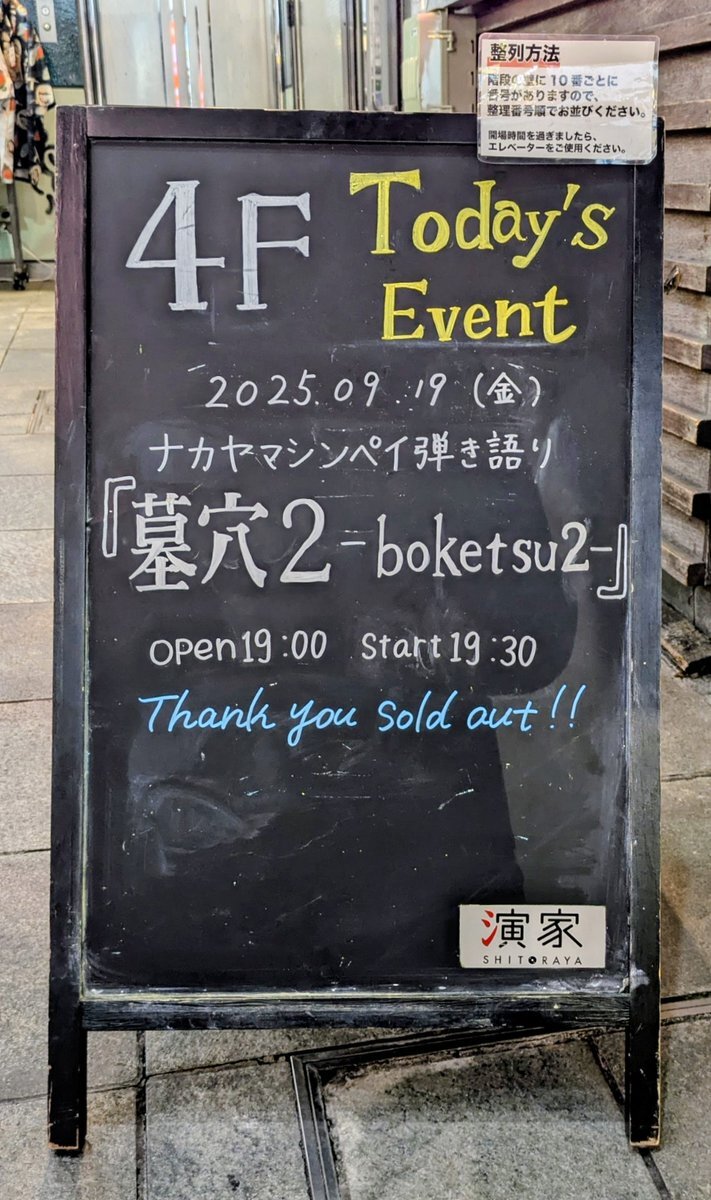 整列方法
階段の壁に10番ごとに
番号がありますので、
整理番号順でお並びください。
開場時間を過ぎましたら、
エレベーターをご使用ください。
4F Today's
Event
2025.09.19(金)
ナカヤマシンペイ弾き語り
『墓穴2-boketsu2-』
open19:00 start19:30
Thank you sold out!!
演家
SHITORAYA